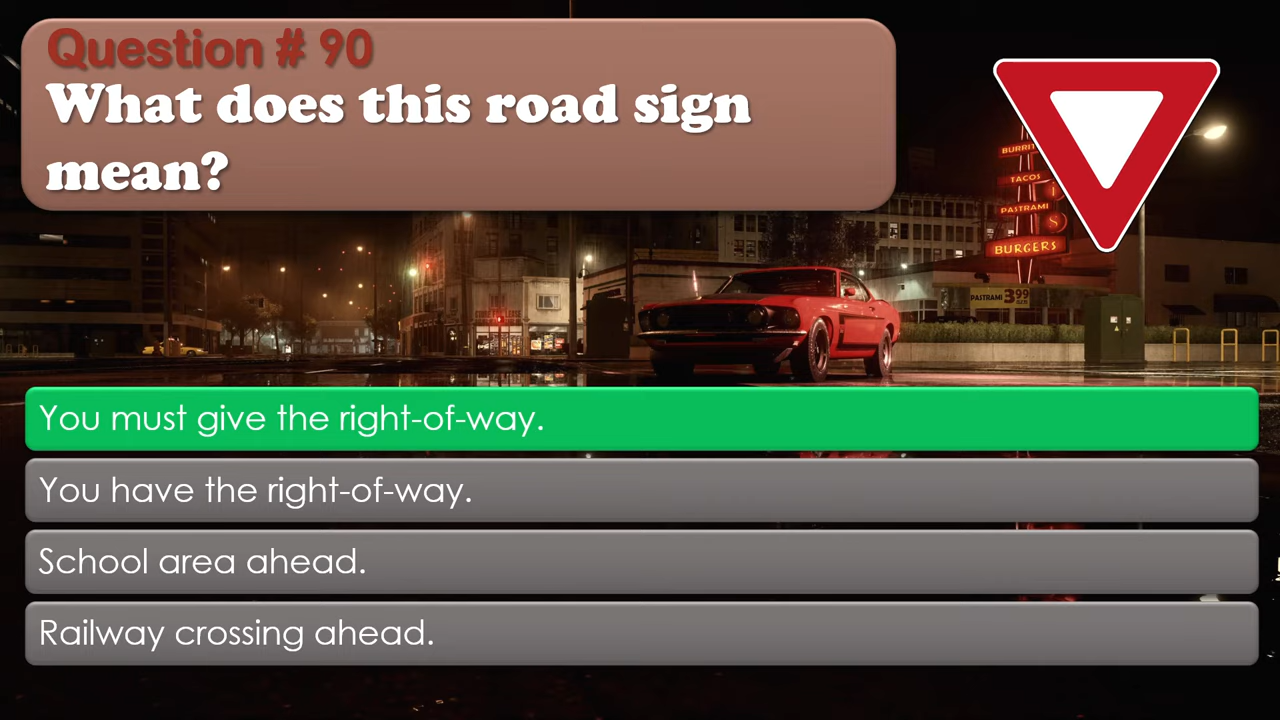 Question # 90
What does this road sign
mean?
BURRIT
TACOS
PASTRAMI
BURGERS
PASTRAMI 3.99
You must give the right-of-way.
You have the right-of-way.
School area ahead.
Railway crossing ahead.